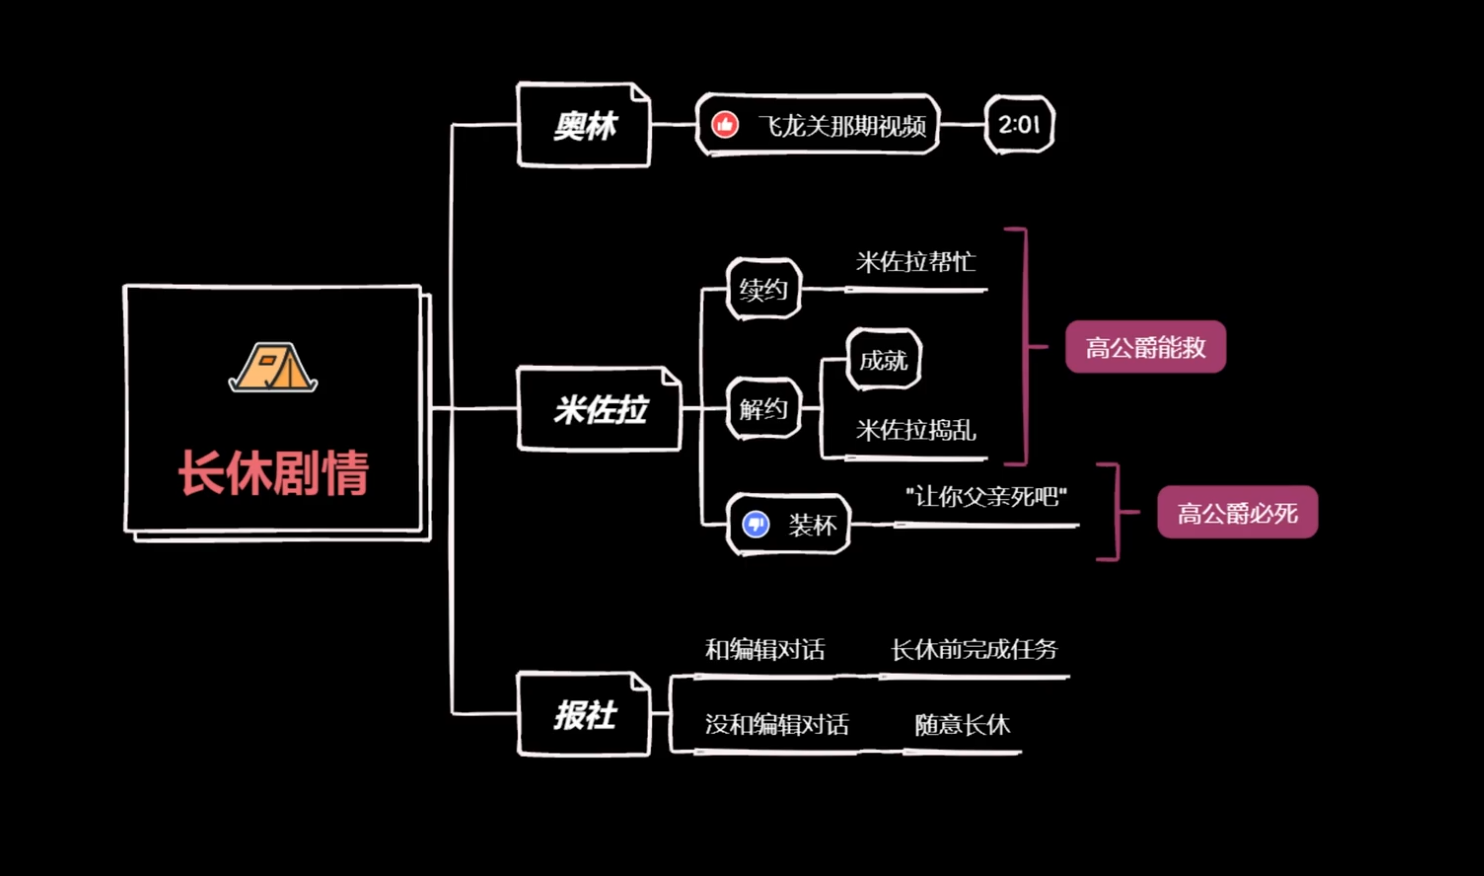 奥林
飞龙关那期视频
2:01
长休剧情
米佐拉
续约
米佐拉帮忙
解约
成就
米佐拉捣乱
高公爵能救
装杯
"让你父亲死吧"
高公爵必死
报社
和编辑对话
长休前完成任务
没和编辑对话
随意长休